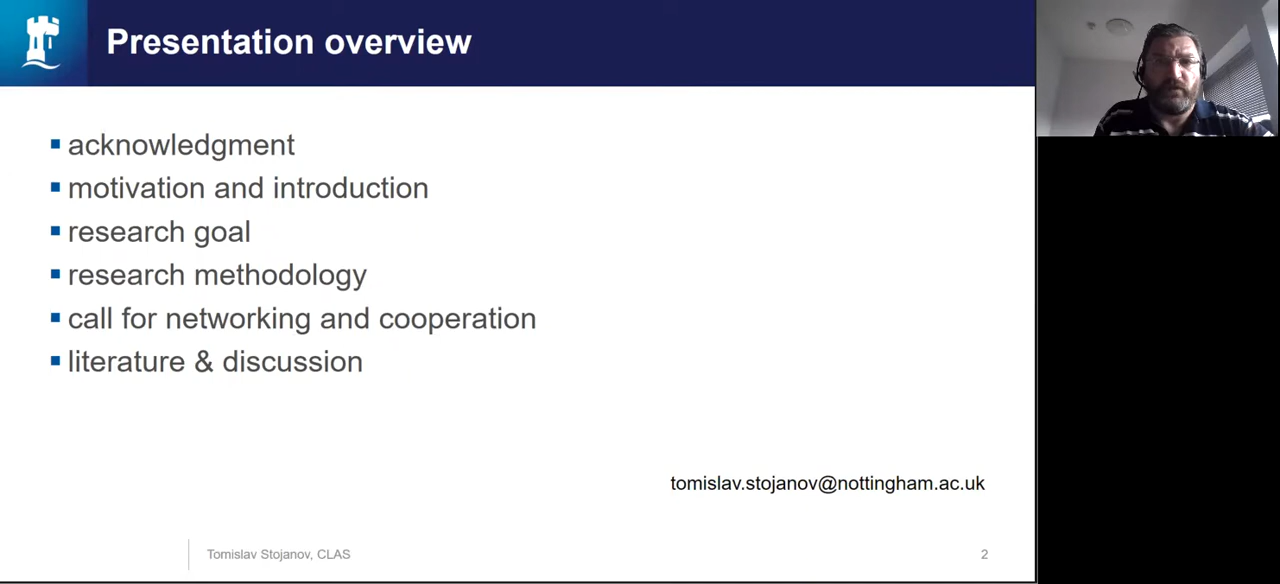 Presentation overview
acknowledgment
motivation and introduction
research goal
research methodology
call for networking and cooperation
literature & discussion
tomislav.stojanov@nottingham.ac.uk
Tomislav Stojanov, CLAS
2